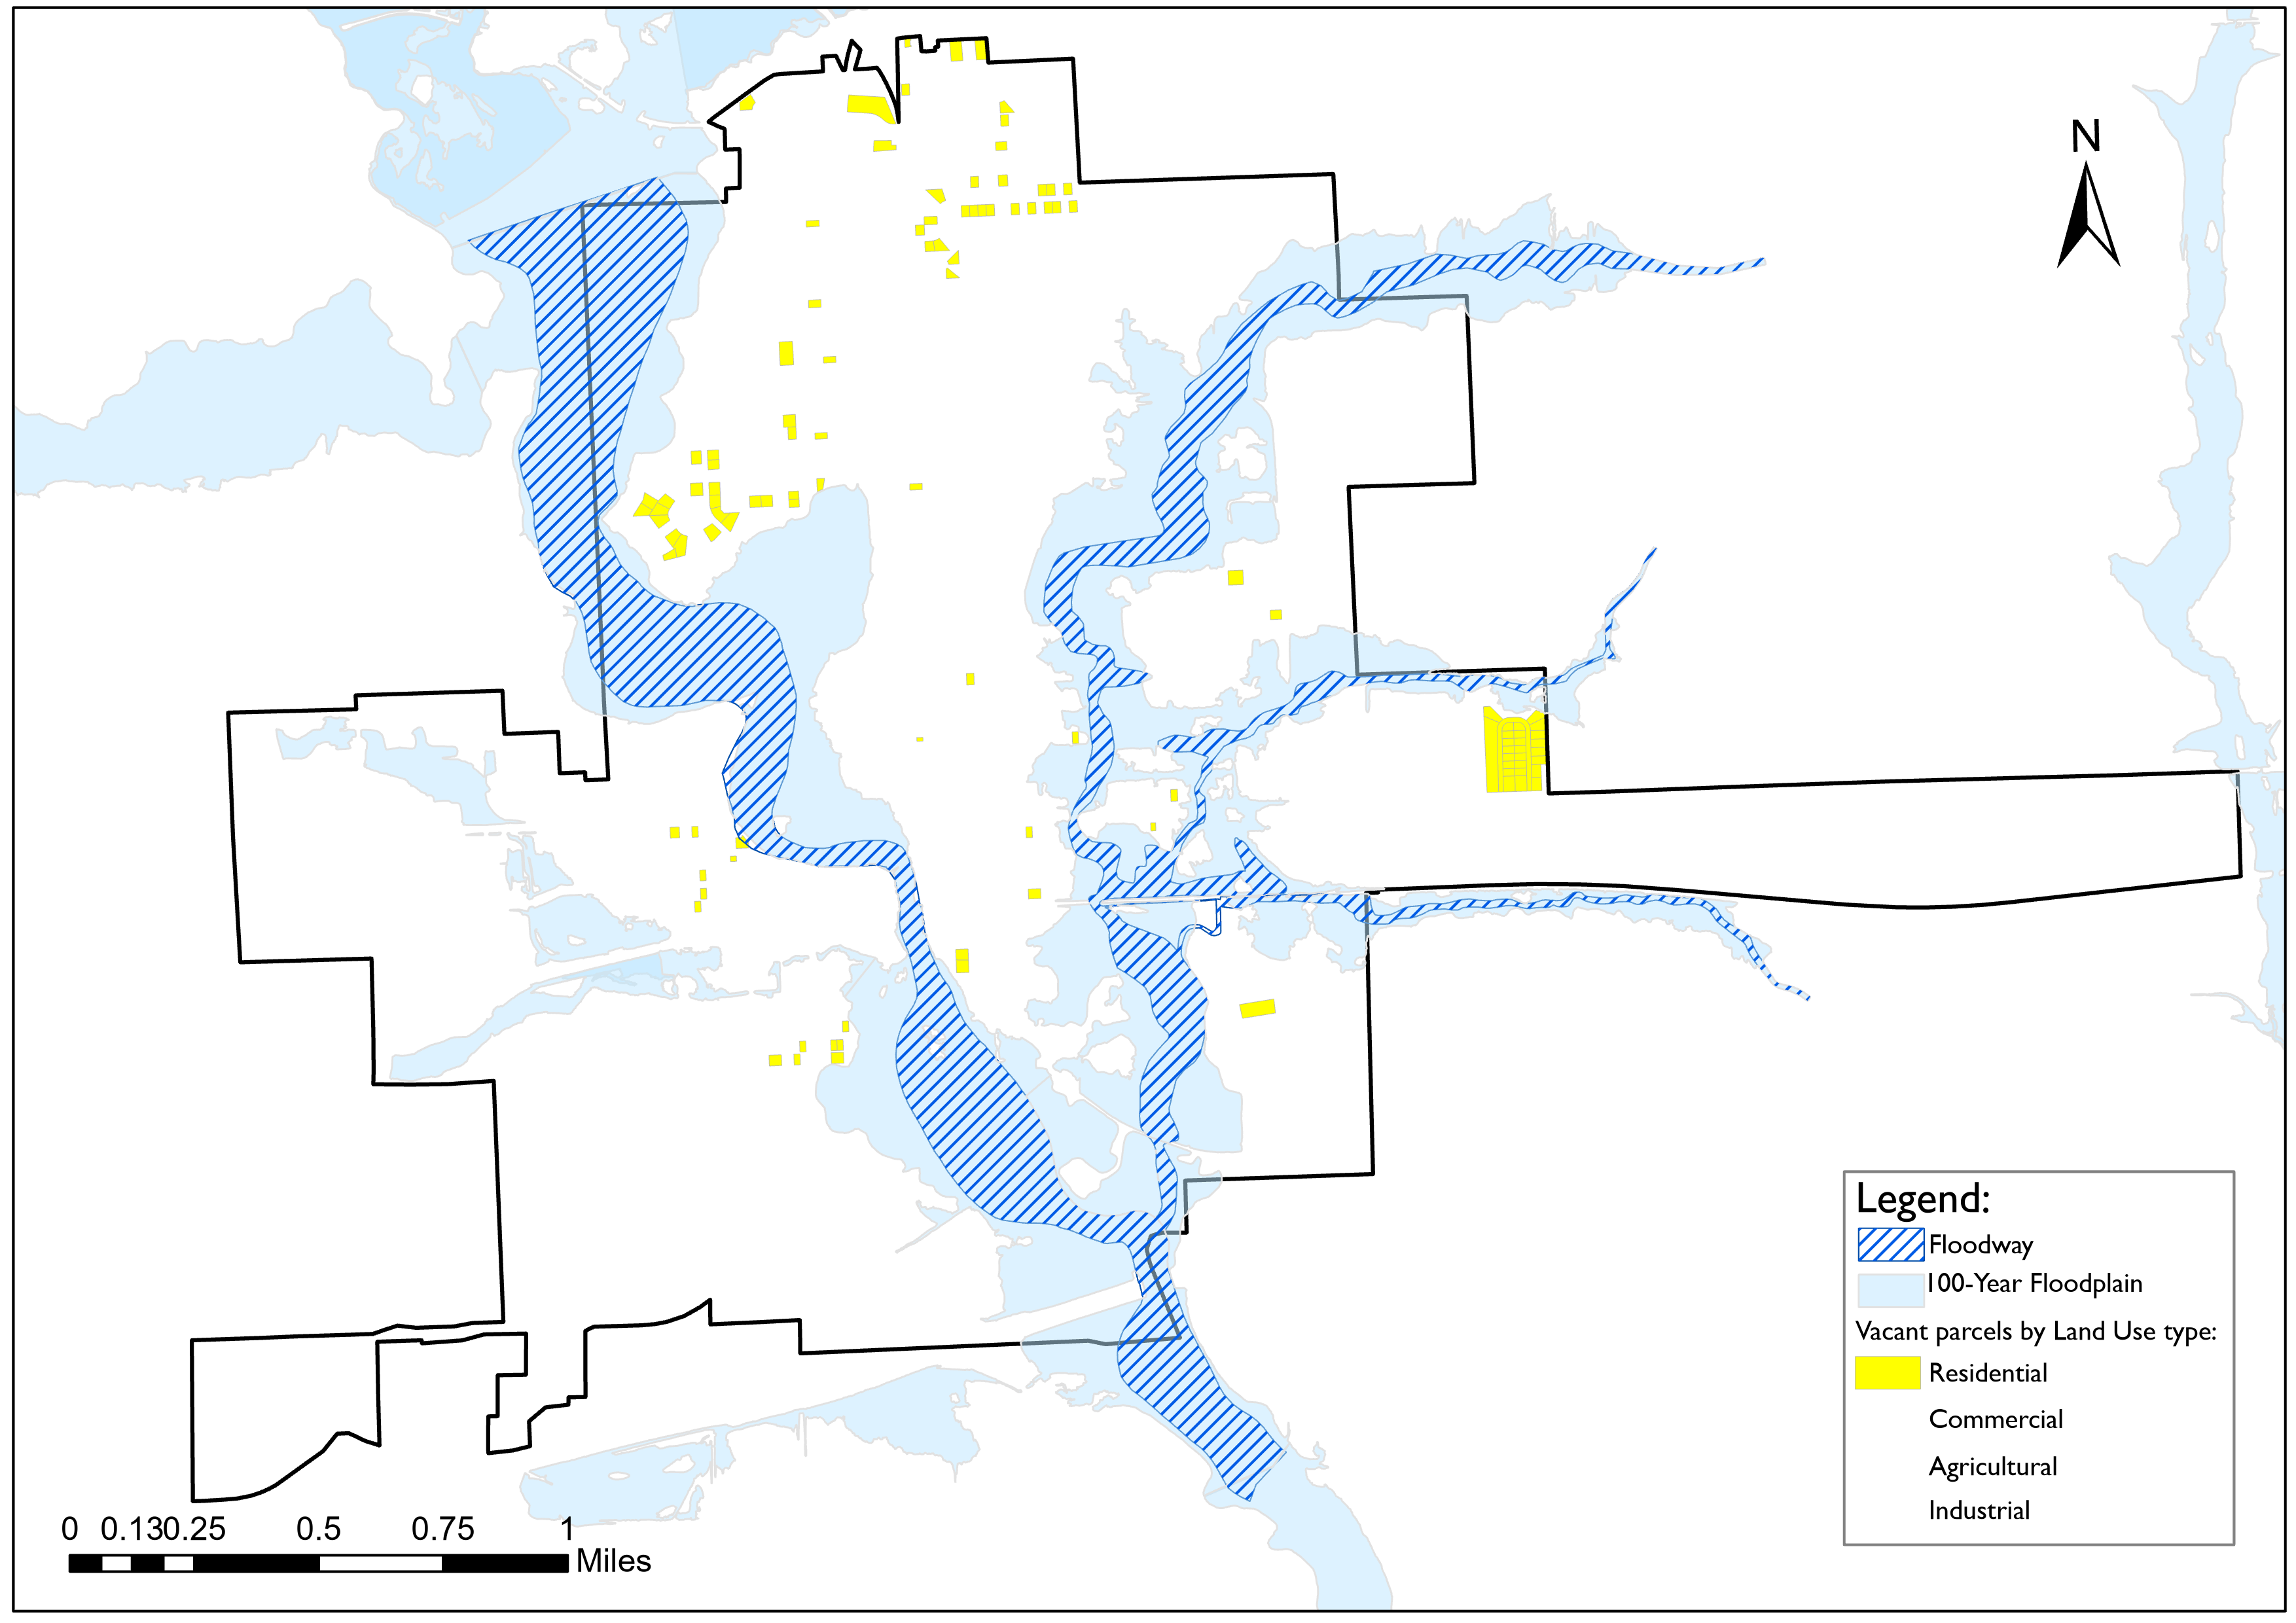 N
Legend:
Floodway
100-Year Floodplain
Vacant parcels by Land Use type:
Residential
Commercial
Agricultural
Industrial
0 0.130.25 0.5 0.75 1
Miles